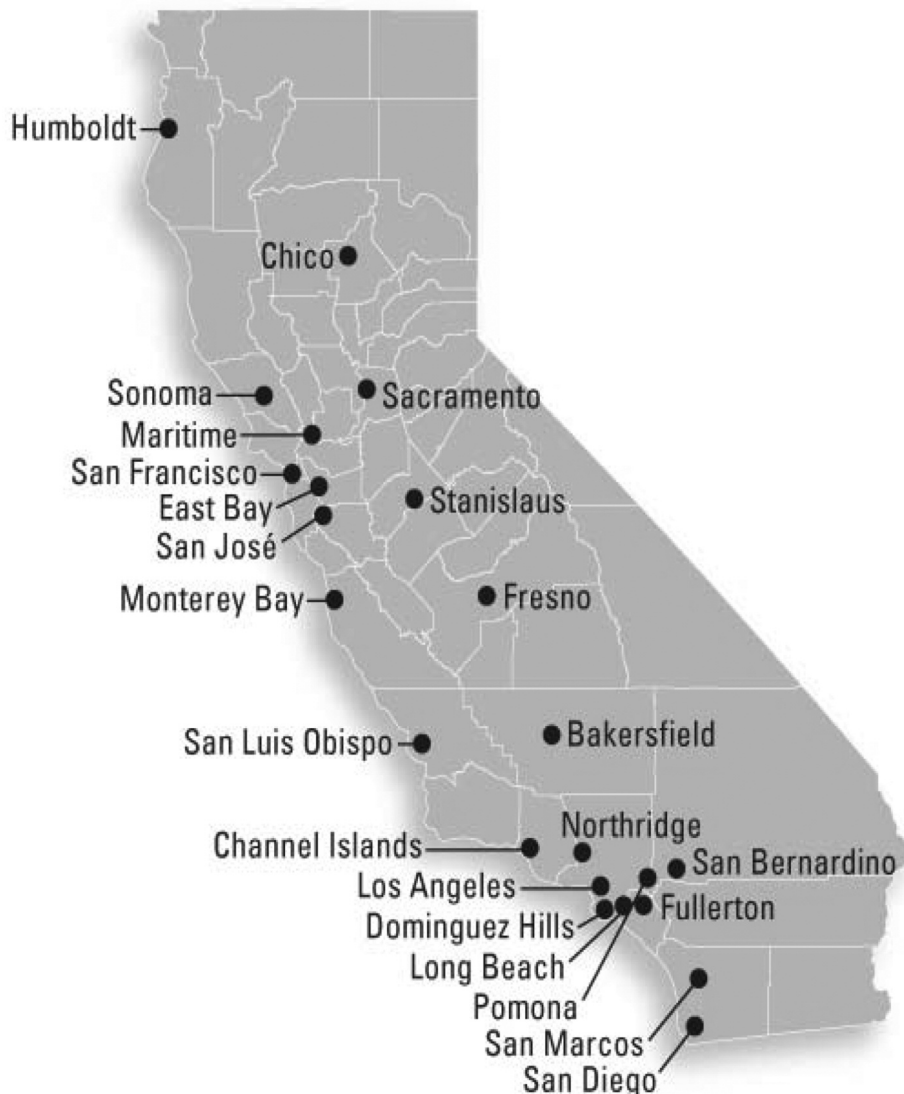 Humboldt
Chico
Sonoma
Sacramento
Maritime
San Francisco
East Bay
Stanislaus
San José
Monterey Bay
Fresno
San Luis Obispo
Bakersfield
Northridge
Channel Islands
San Bernardino
Los Angeles
Fullerton
Dominguez Hills
Long Beach
Pomona
San Marcos
San Diego